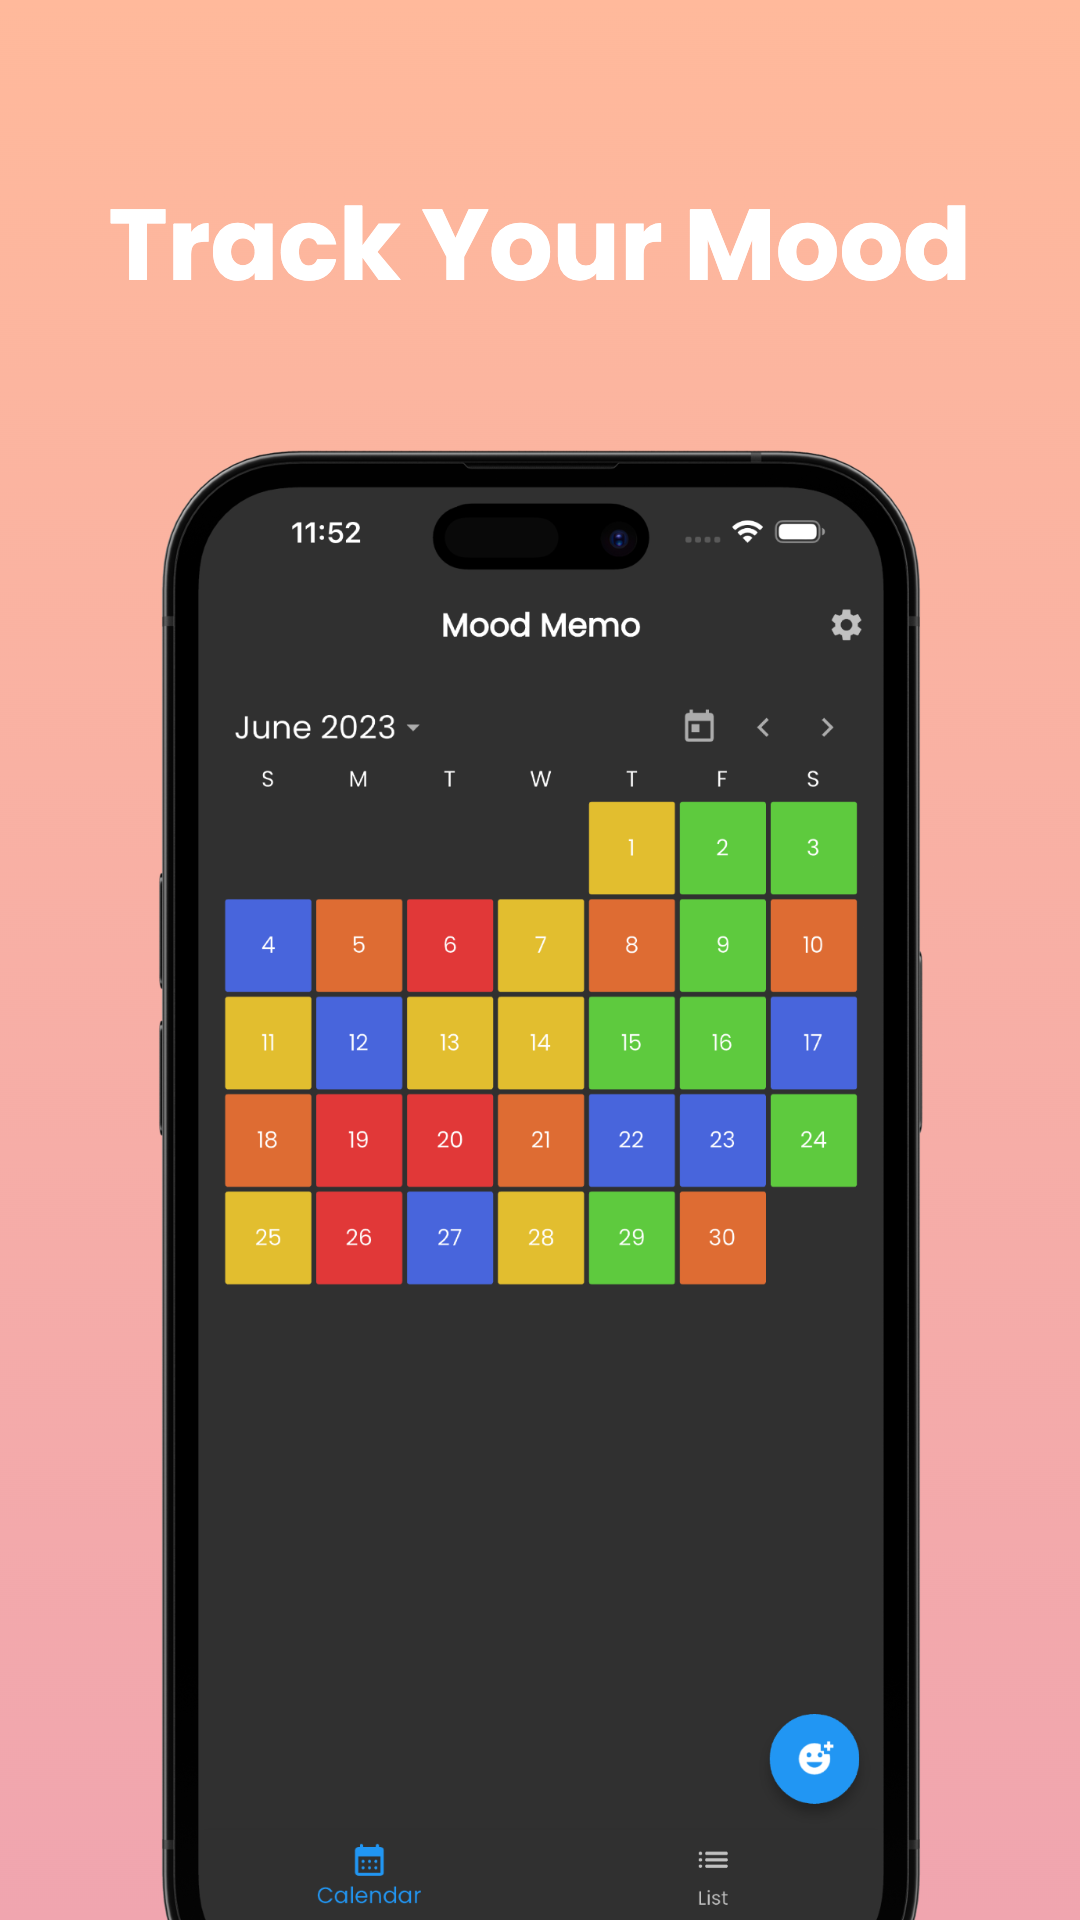 Track Your Mood
11:52
Mood Memo
June 2023
S M T W T F S
1 2 3
4 5 6 7 8 9 10
11 12 13 14 15 16 17
18 19 20 21 22 23 24
25 26 27 28 29 30
Calendar List